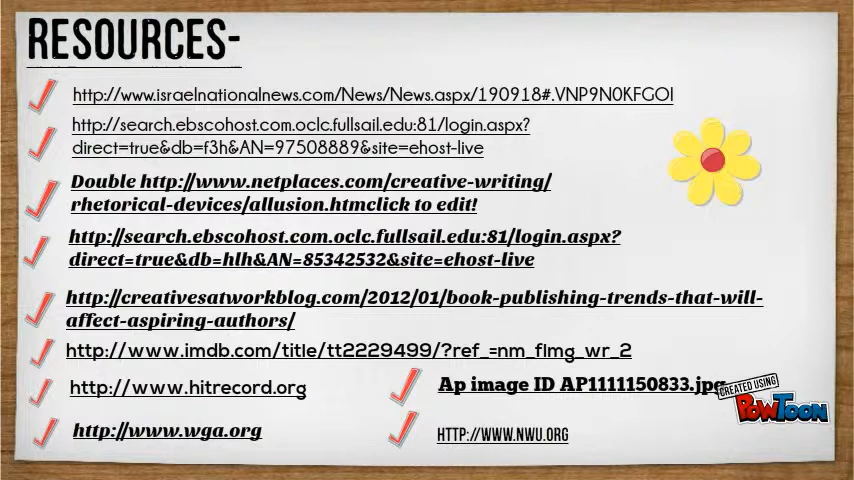 RESOURCES-
http://www.israelnationalnews.com/News/News.aspx/190918#.VNP9N0KFGOI
http://search.ebscohost.com.oclc.fullsail.edu:81/login.aspx?
direct=true&db=f3h&AN=97508889&site=ehost-live
Double http://www.netplaces.com/creative-writing/
rhetorical-devices/allusion.htmclick to edit!
http://search.ebscohost.com.oclc.fullsail.edu:81/login.aspx?
direct=true&db=hlh&AN=85342532&site=ehost-live
http://creativesatworkblog.com/2012/01/book-publishing-trends-that-will-
affect-aspiring-authors/
http://www.imdb.com/title/tt2229499/?ref_=nm_flmg_wr_2
http://www.hitrecord.org
Ap image ID AP1111150833.jpg
CREATED USING
POWTOON
http://www.wga.org
HTTP://WWW.NWU.ORG